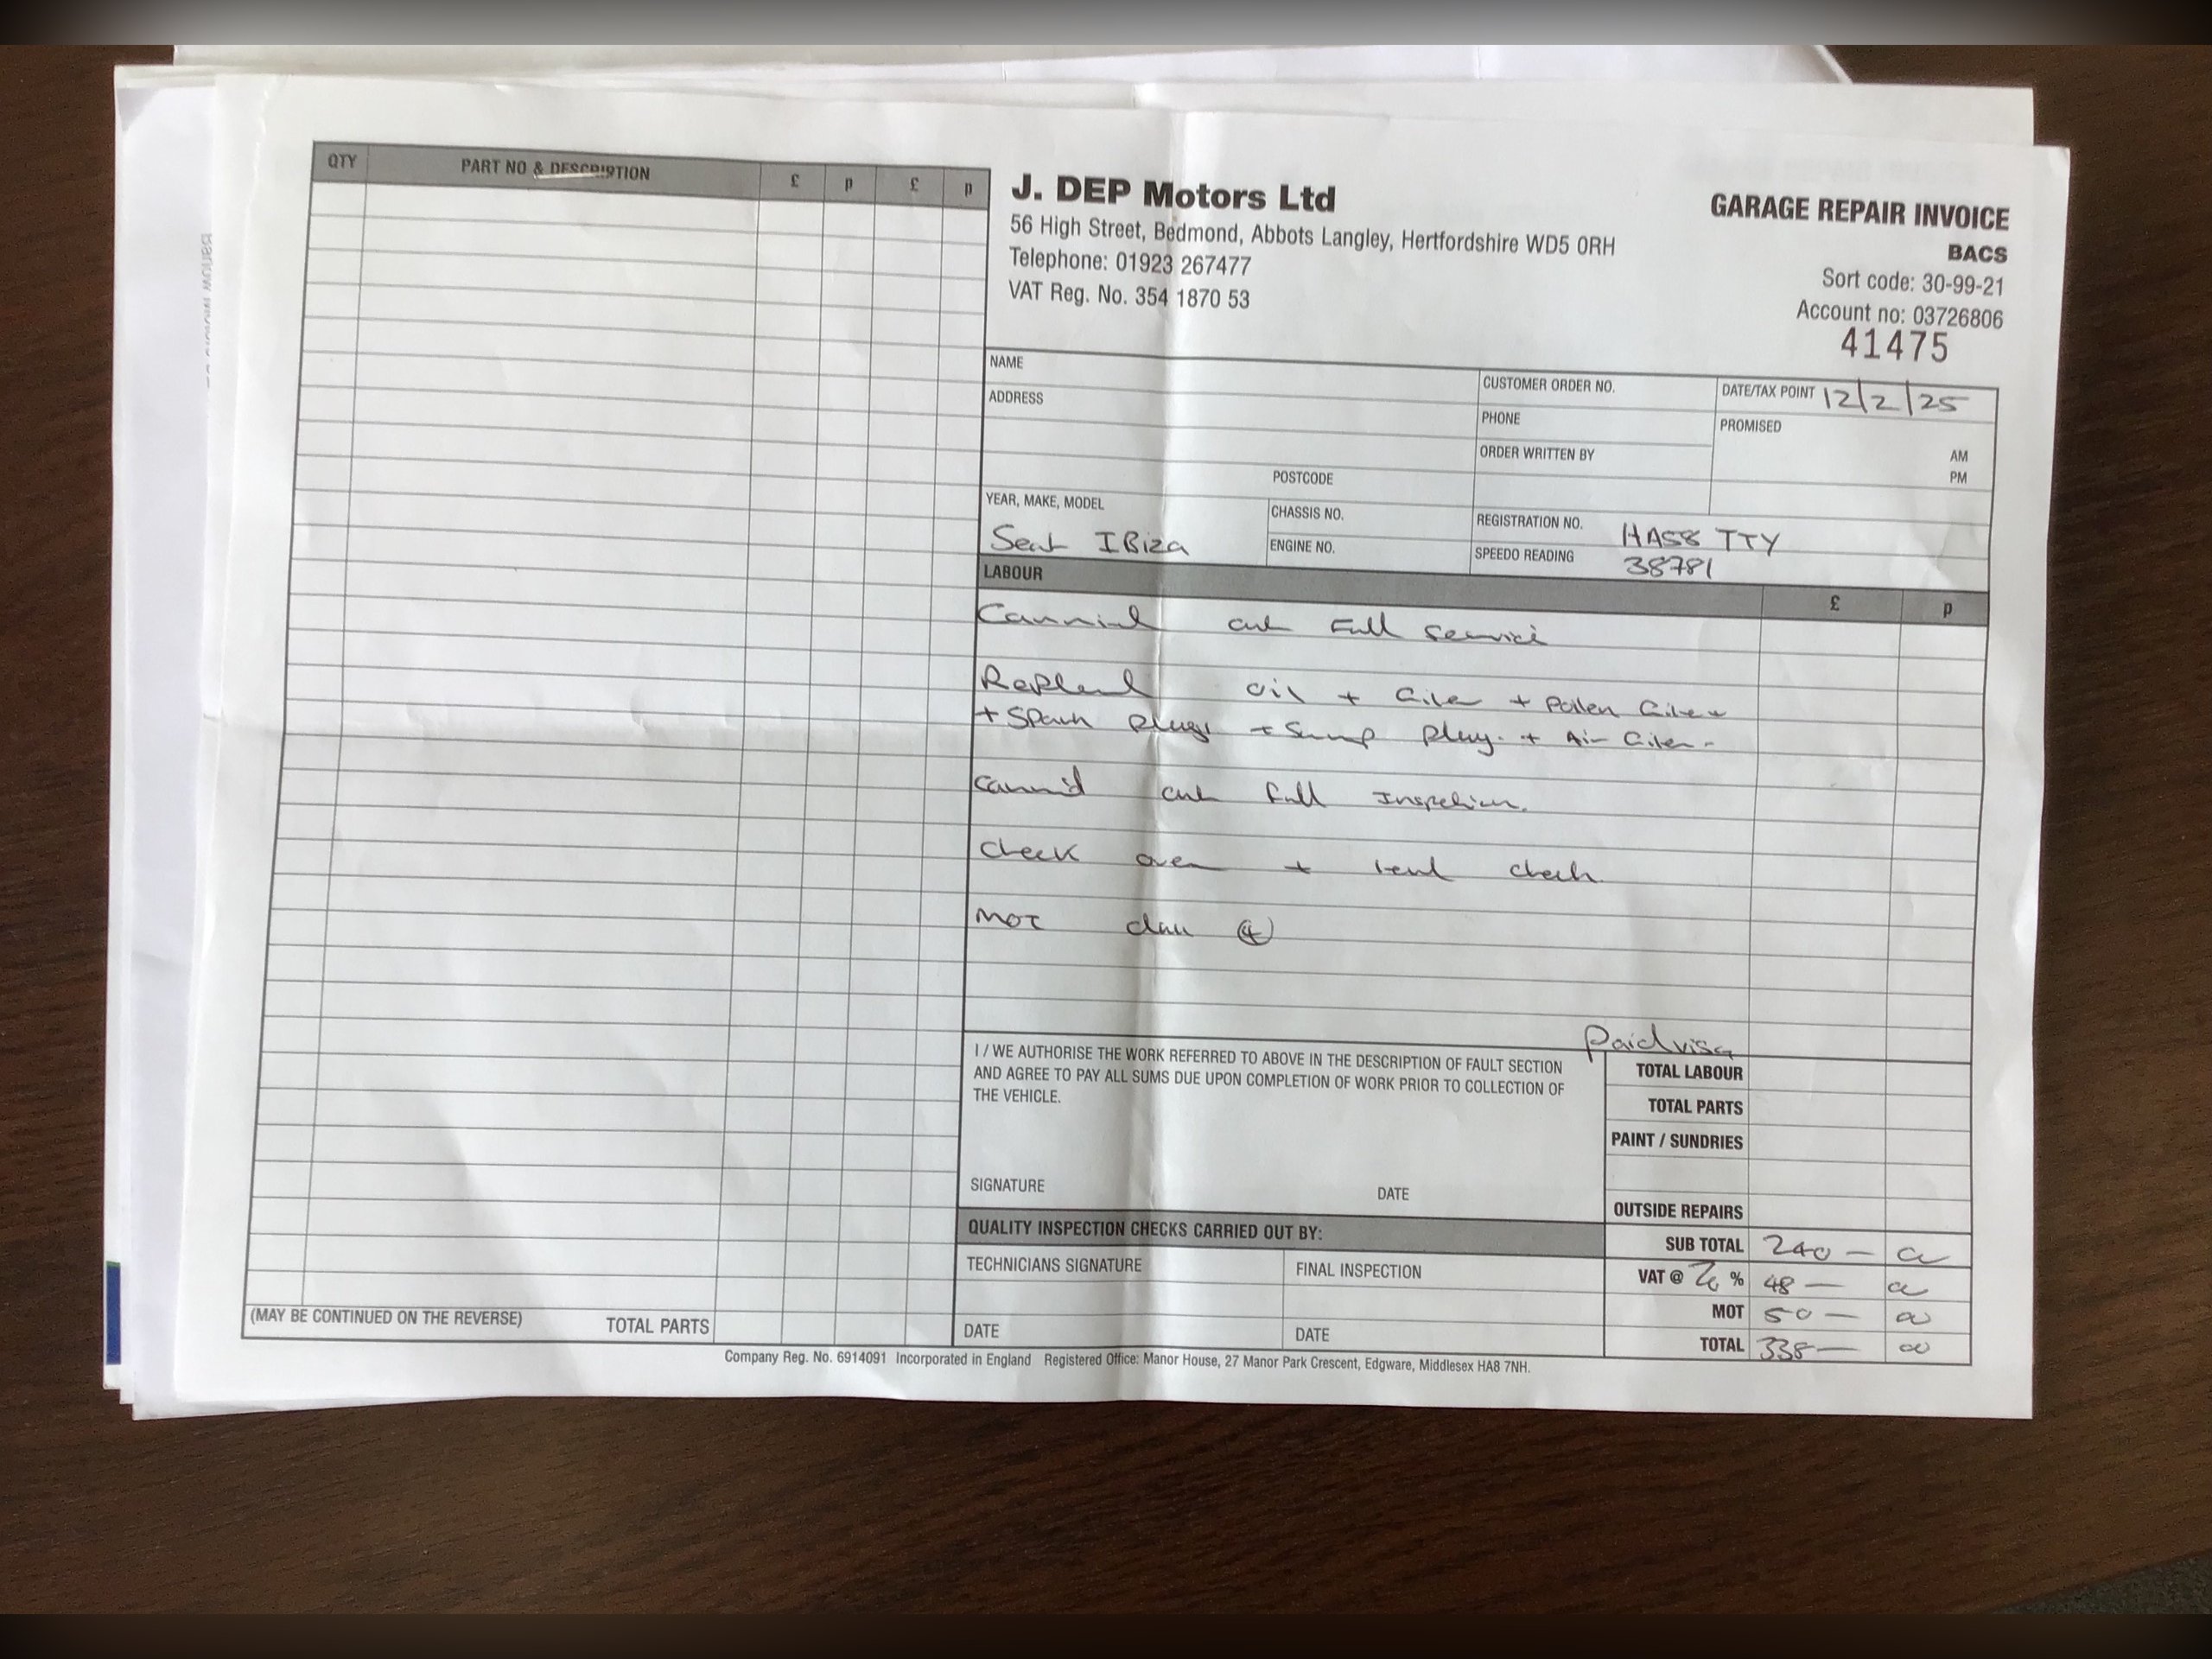 QTY PART NO & DESCRIPTION £ p £ p
J. DEP Motors Ltd
56 High Street, Bedmond, Abbots Langley, Hertfordshire WD5 0RH
Telephone: 01923 267477
VAT Reg. No. 354 1870 53
GARAGE REPAIR INVOICE
BACS
Sort code: 30-99-21
Account no: 03726806
41475
NAME
ADDRESS
POSTCODE
CUSTOMER ORDER NO.
PHONE
ORDER WRITTEN BY
DATE/TAX POINT 12/2/25
PROMISED
AM
PM
YEAR, MAKE, MODEL
Seat IBiza
CHASSIS NO.
ENGINE NO.
REGISTRATION NO. HA58 TTY
SPEEDO READING 38781
LABOUR £ p
Carried out Full Service
Replaced oil + Filter + Pollen Filter
+ Spark plugs + Sump plug + Air Filter
Carried out full Inspection.
Check over + check
MOT
Paid visa
I / WE AUTHORISE THE WORK REFERRED TO ABOVE IN THE DESCRIPTION OF FAULT SECTION
AND AGREE TO PAY ALL SUMS DUE UPON COMPLETION OF WORK PRIOR TO COLLECTION OF
THE VEHICLE.
SIGNATURE DATE
TOTAL LABOUR
TOTAL PARTS
PAINT / SUNDRIES
OUTSIDE REPAIRS
SUB TOTAL 240 - 00
VAT @ 20 % 48 - 00
MOT 50 - 00
TOTAL 338 - 00
QUALITY INSPECTION CHECKS CARRIED OUT BY:
TECHNICIANS SIGNATURE FINAL INSPECTION
DATE DATE
(MAY BE CONTINUED ON THE REVERSE) TOTAL PARTS
Company Reg. No. 6914091 Incorporated in England Registered Office: Manor House, 27 Manor Park Crescent, Edgware, Middlesex HA8 7NH.